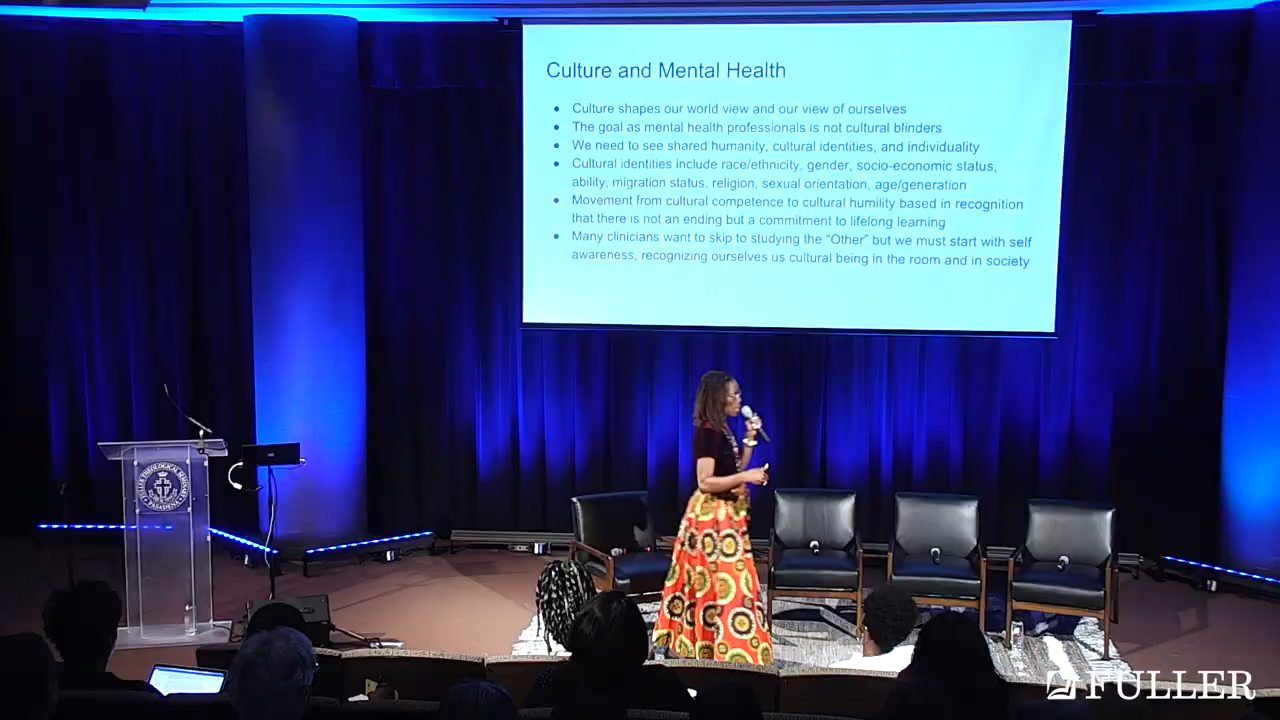 Culture and Mental Health
● Culture shapes our world view and our view of ourselves
● The goal as mental health professionals is not cultural blinders
● We need to see shared humanity, cultural identities, and individuality
● Cultural identities include race/ethnicity, gender, socio-economic status,
ability, migration status, religion, sexual orientation, age/generation
● Movement from cultural competence to cultural humility based in recognition
that there is not an ending but a commitment to lifelong learning
● Many clinicians want to skip to studying the “Other” but we must start with self
awareness, recognizing ourselves us cultural being in the room and in society
FULLER THEOLOGICAL SEMINARY
PASADENA
FULLER